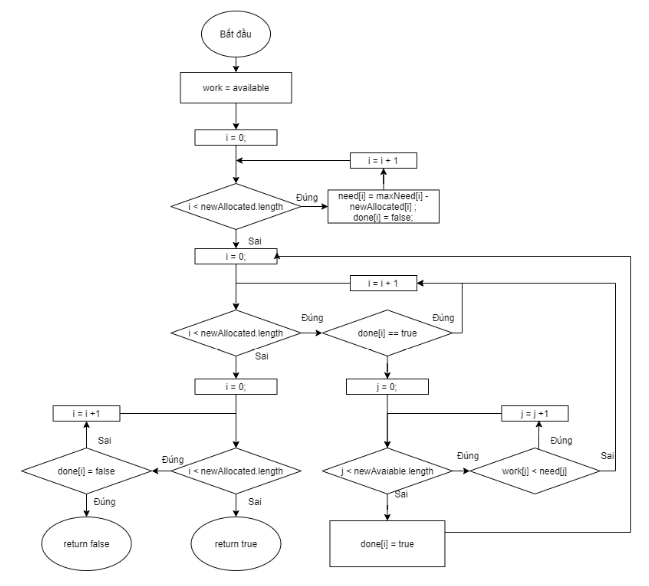 Bắt đầu
work = available
i = 0;
i = i + 1
i < newAllocated.length
Đúng
need[i] = maxNeed[i] -
newAllocated[i] ;
done[i] = false;
Sai
i = 0;
i = i + 1
i < newAllocated.length
Đúng
done[i] == true
Đúng
Sai
i = 0;
j = 0;
i = i +1
j = j +1
Sai
Đúng
done[i] = false
Đúng
i < newAllocated.length
j < newAvaiable.length
Đúng
work[j] < need[j]
Sai
Đúng
Sai
Sai
return false
return true
done[i] = true